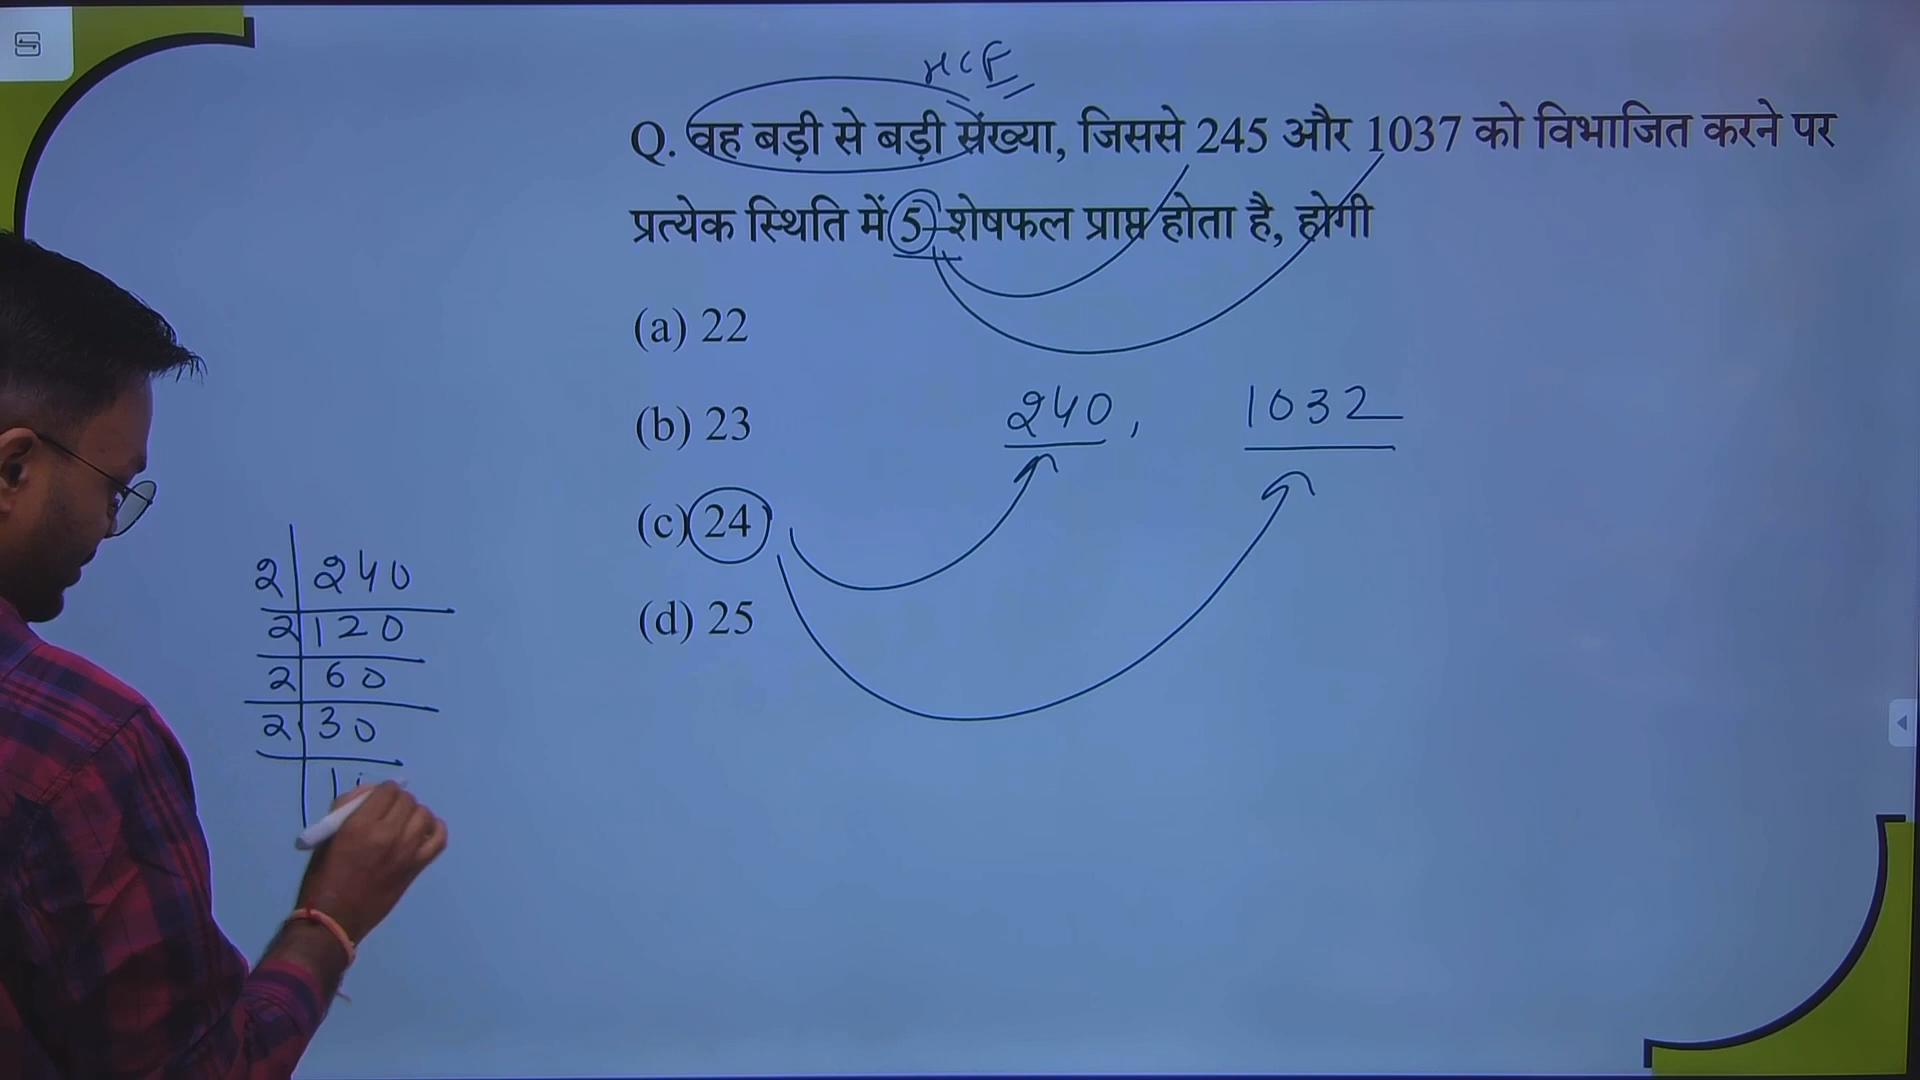 HCF
Q. वह बड़ी से बड़ी संख्या, जिससे 245 और 1037 को विभाजित करने पर
प्रत्येक स्थिति में 5 शेषफल प्राप्त होता है, होगी
(a) 22
(b) 23
240, 1032
(c) 24
(d) 25
2 240
2 120
2 60
2 30